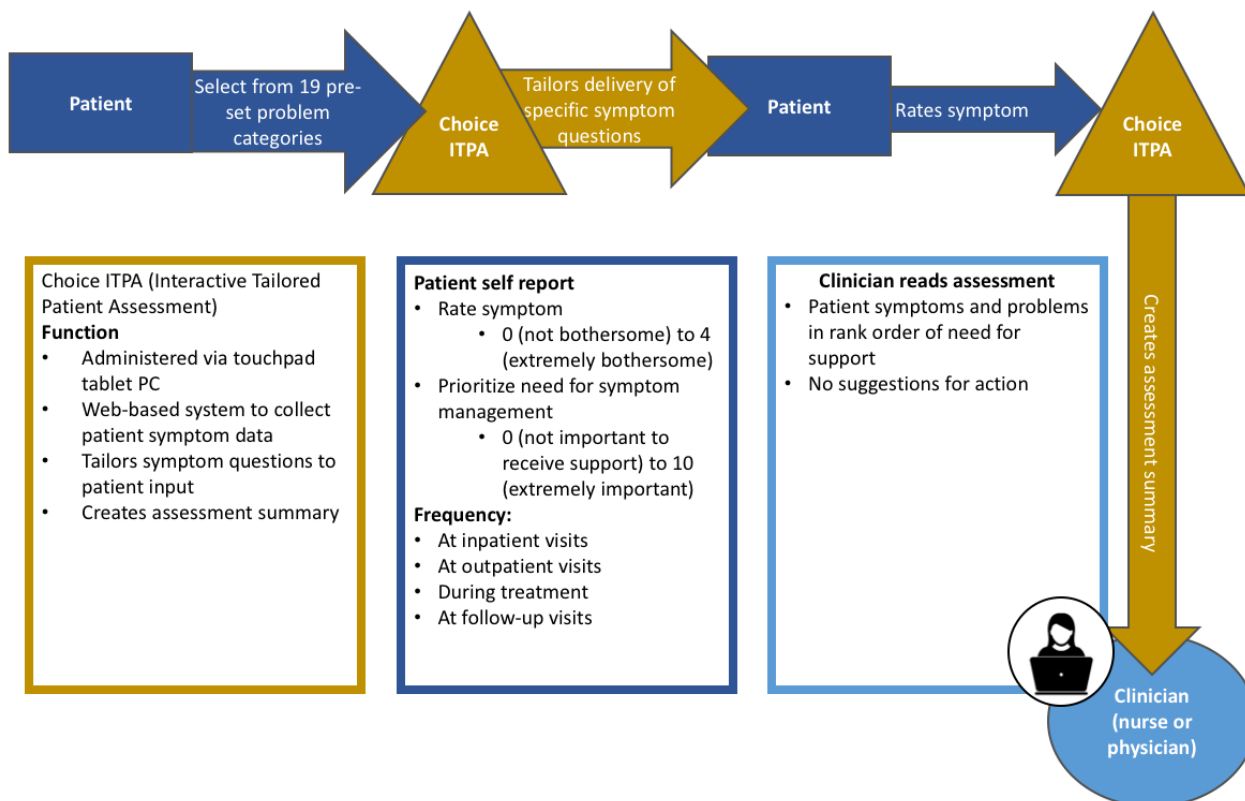 Patient
Select from 19 pre-
set problem
categories
Choice
ITPA
Tailors delivery of
specific symptom
questions
Patient
Rates symptom
Choice
ITPA
Choice ITPA (Interactive Tailored
Patient Assessment)
Function
• Administered via touchpad
tablet PC
• Web-based system to collect
patient symptom data
• Tailors symptom questions to
patient input
• Creates assessment summary
Patient self report
• Rate symptom
• 0 (not bothersome) to 4
(extremely bothersome)
• Prioritize need for symptom
management
• 0 (not important to
receive support) to 10
(extremely important)
Frequency:
• At inpatient visits
• At outpatient visits
• During treatment
• At follow-up visits
Clinician reads assessment
• Patient symptoms and problems
in rank order of need for
support
• No suggestions for action
Creates assessment summary
Clinician
(nurse or
physician)